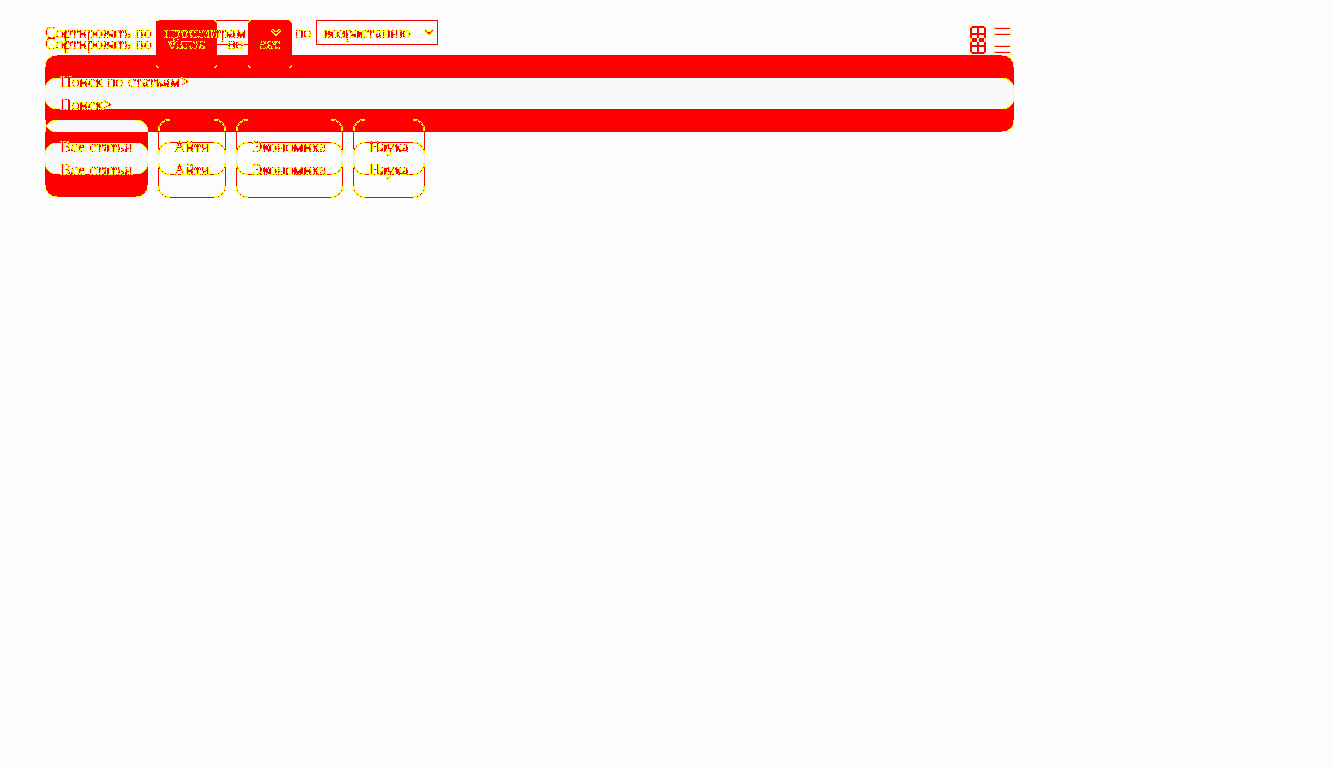 Сортировать по просмотрам по возрастанию
Сортировать по views по asc
Поиск по статьям>
Поиск>
Все статьи Айти Экономика Наука
Все статьи Айти Экономика Наука